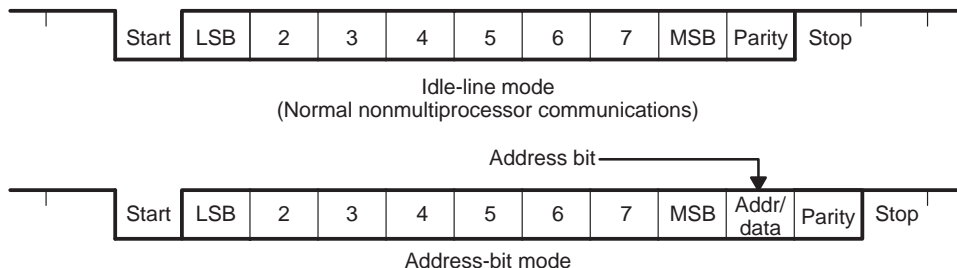 Start LSB 2 3 4 5 6 7 MSB Parity Stop
Idle-line mode
(Normal nonmultiprocessor communications)
Address bit
Start LSB 2 3 4 5 6 7 MSB Addr/ data Parity Stop
Address-bit mode